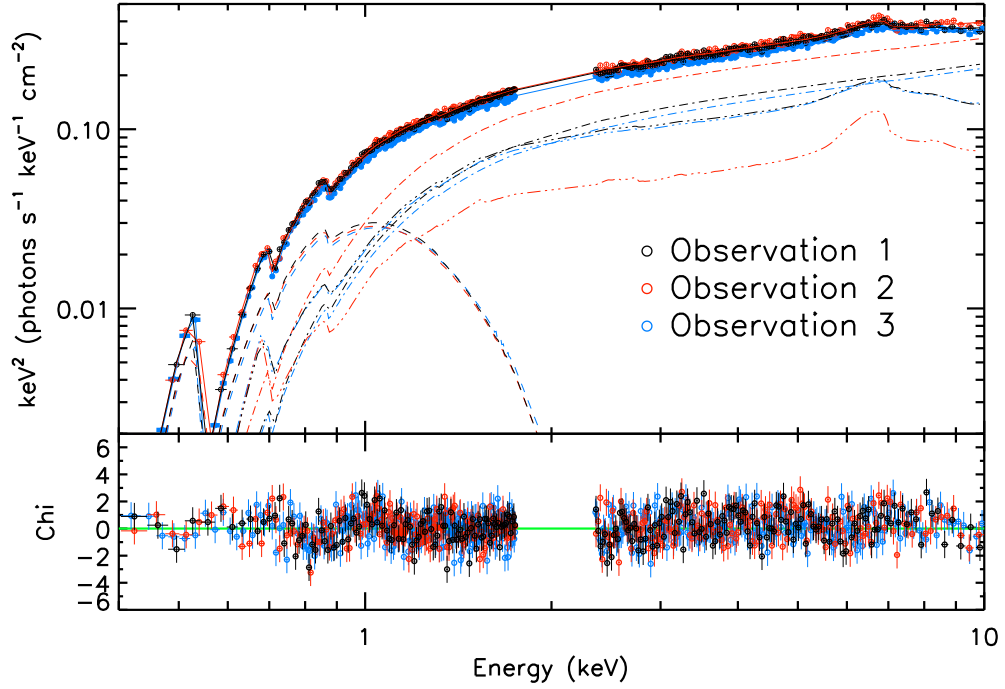 keV² (photons s⁻¹ keV⁻¹ cm⁻²)
0.10
0.01
Observation 1
Observation 2
Observation 3
Chi
6
4
2
0
−2
−4
−6
1
10
Energy (keV)